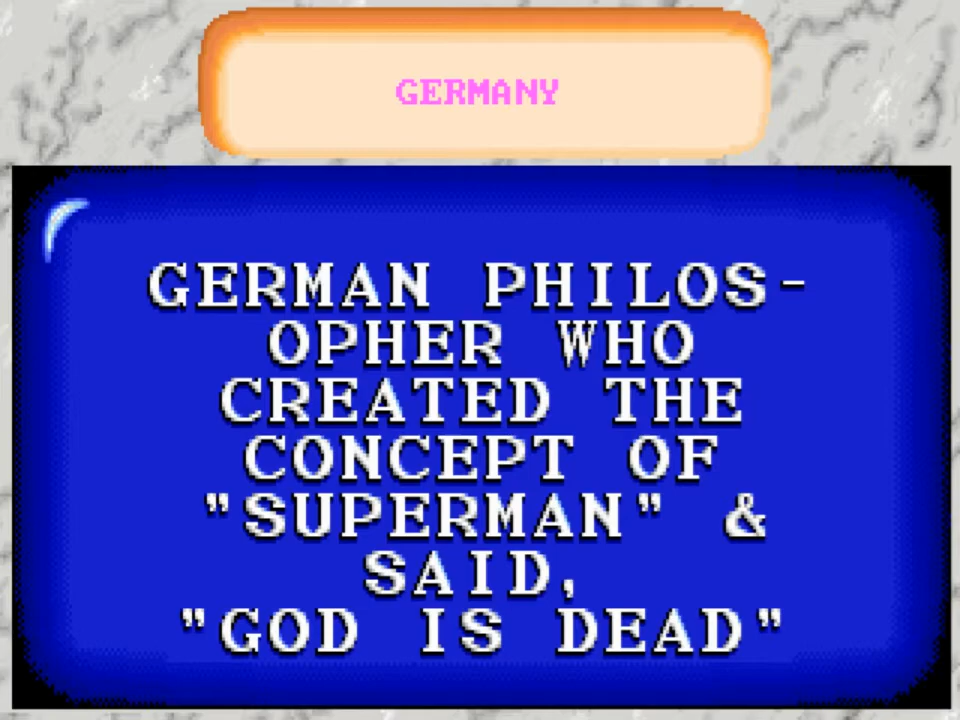 GERMANY
GERMAN PHILOS-
OPHER WHO
CREATED THE
CONCEPT OF
"SUPERMAN" &
SAID,
"GOD IS DEAD"